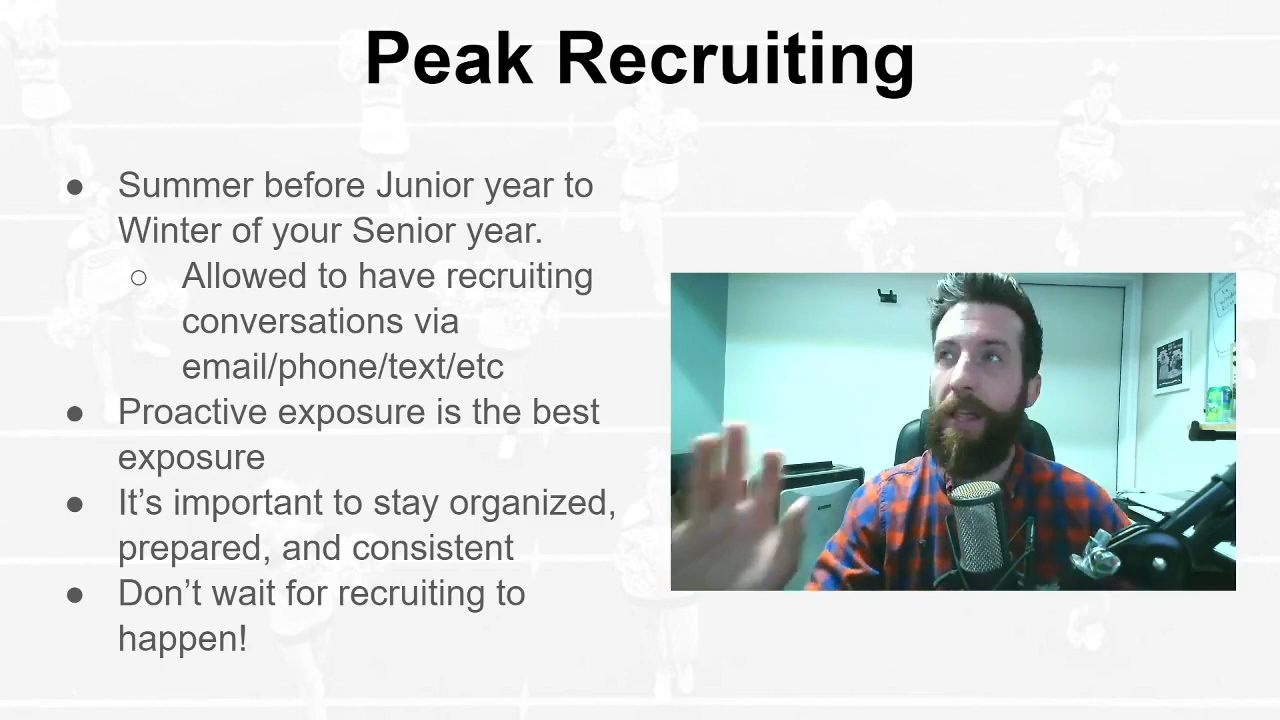 Peak Recruiting
● Summer before Junior year to
Winter of your Senior year.
○ Allowed to have recruiting
conversations via
email/phone/text/etc
● Proactive exposure is the best
exposure
● It’s important to stay organized,
prepared, and consistent
● Don’t wait for recruiting to
happen!